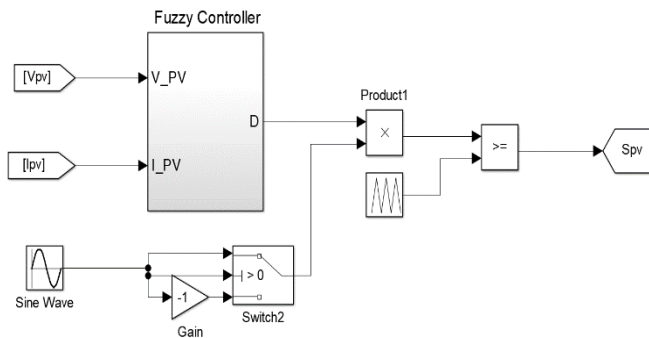 Fuzzy Controller
[Vpv]
V_PV
D
[Ipv]
I_PV
Product1
×
>=
Spv
Sine Wave
-1
Gain
> 0
Switch2